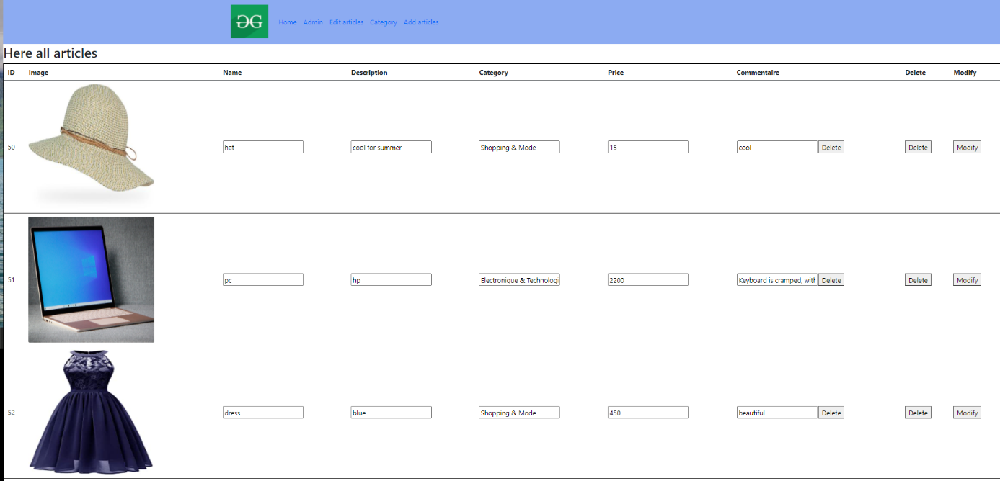 GG Home Admin Edit articles Category Add articles
Here all articles
ID Image Name Description Category Price Commentaire Delete Modify
50 hat cool for summer Shopping & Mode 15 cool Delete Delete Modify
51 pc hp Electronique & Technologi 2200 Keyboard is cramped, with Delete Delete Modify
52 dress blue Shopping & Mode 450 beautiful Delete Delete Modify